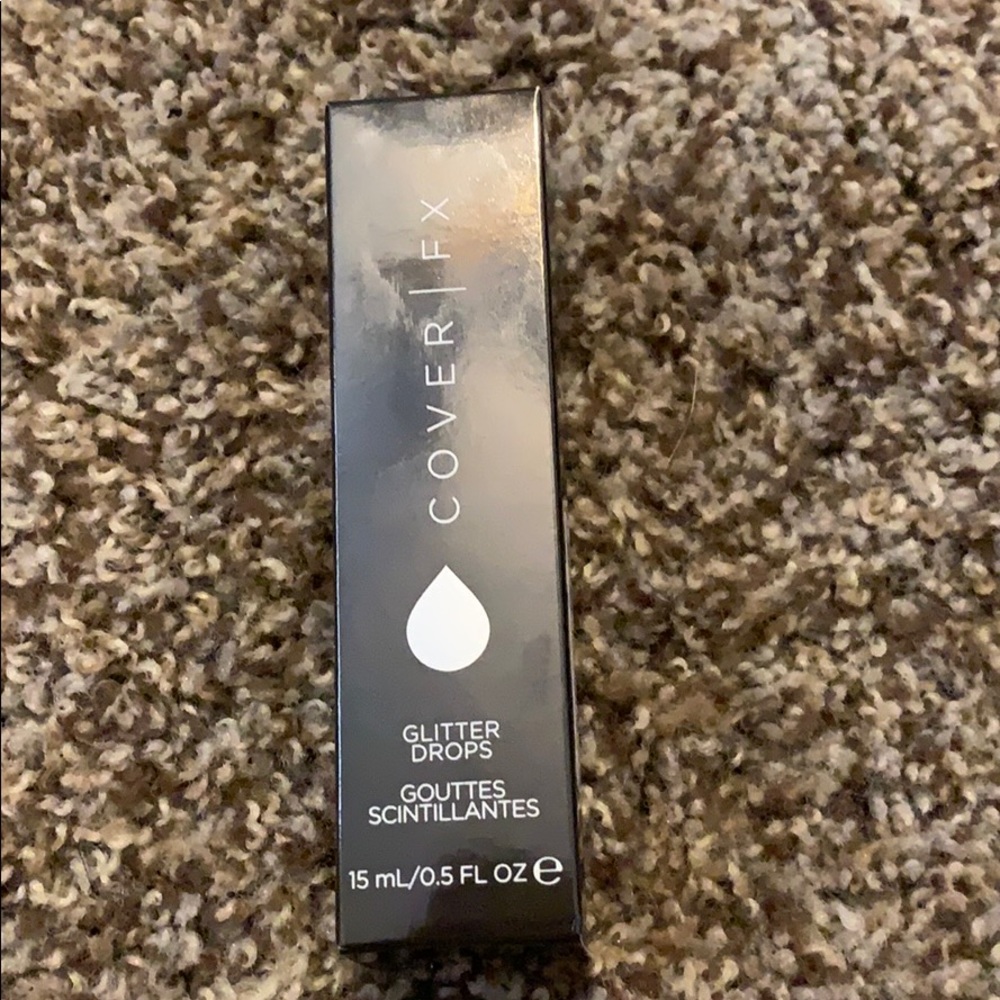 COVER | FX
GLITTER
DROPS
GOUTTES
SCINTILLANTES
15 mL/0.5 FL OZ ℮